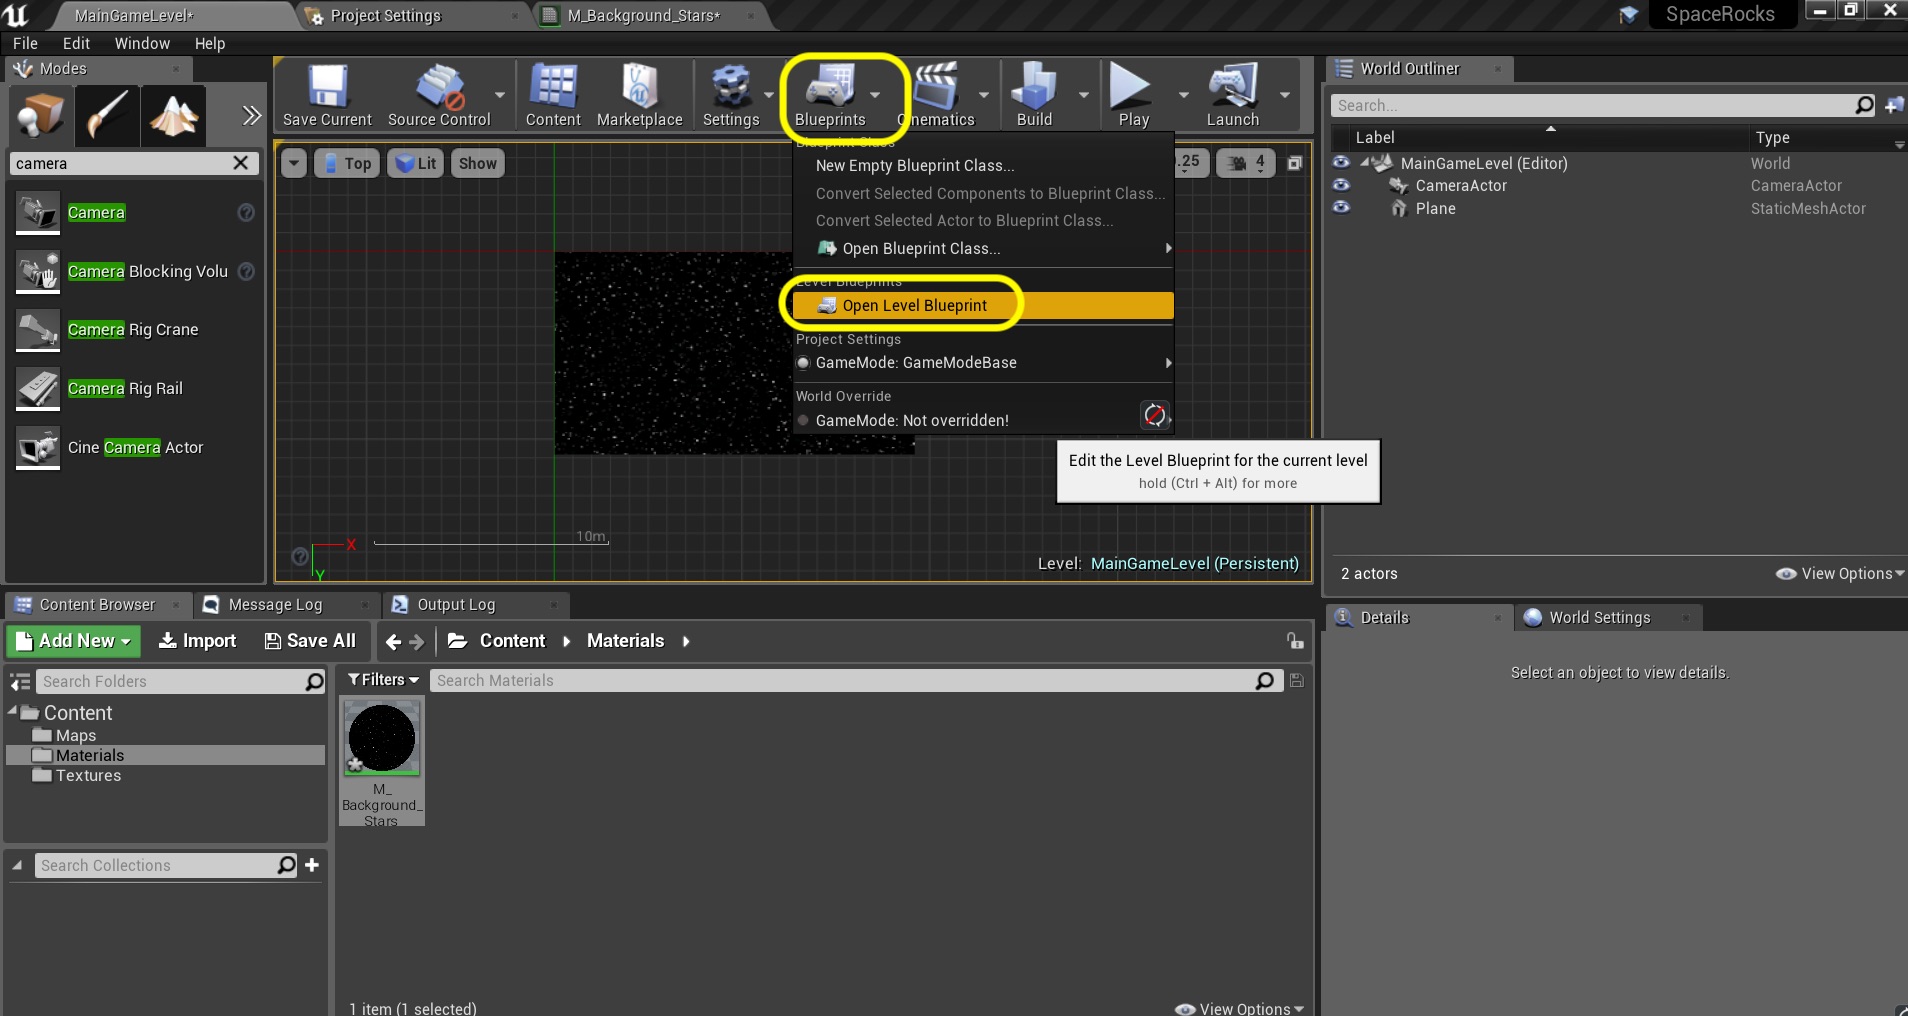 MainGameLevel*
Project Settings
M_Background_Stars*
SpaceRocks
File Edit Window Help
Modes
camera
Camera
Camera Blocking Volu
Camera Rig Crane
Camera Rig Rail
Cine Camera Actor
Save Current
Source Control
Content
Marketplace
Settings
Blueprints
Cinematics
Build
Play
Launch
Top
Lit
Show
.25
4
Blueprint Class
New Empty Blueprint Class...
Convert Selected Components to Blueprint Class...
Convert Selected Actor to Blueprint Class...
Open Blueprint Class...
Level Blueprints
Open Level Blueprint
Project Settings
GameMode: GameModeBase
World Override
GameMode: Not overridden!
Edit the Level Blueprint for the current level
hold (Ctrl + Alt) for more
10m
X
Y
Level: MainGameLevel (Persistent)
World Outliner
Search...
Label Type
MainGameLevel (Editor) World
CameraActor CameraActor
Plane StaticMeshActor
2 actors
View Options
Content Browser
Message Log
Output Log
Add New
Import
Save All
Content
Materials
Search Folders
Content
Maps
Materials
Textures
Search Collections
Filters
Search Materials
M_
Background_
Stars
1 item (1 selected)
View Options
Details
World Settings
Select an object to view details.